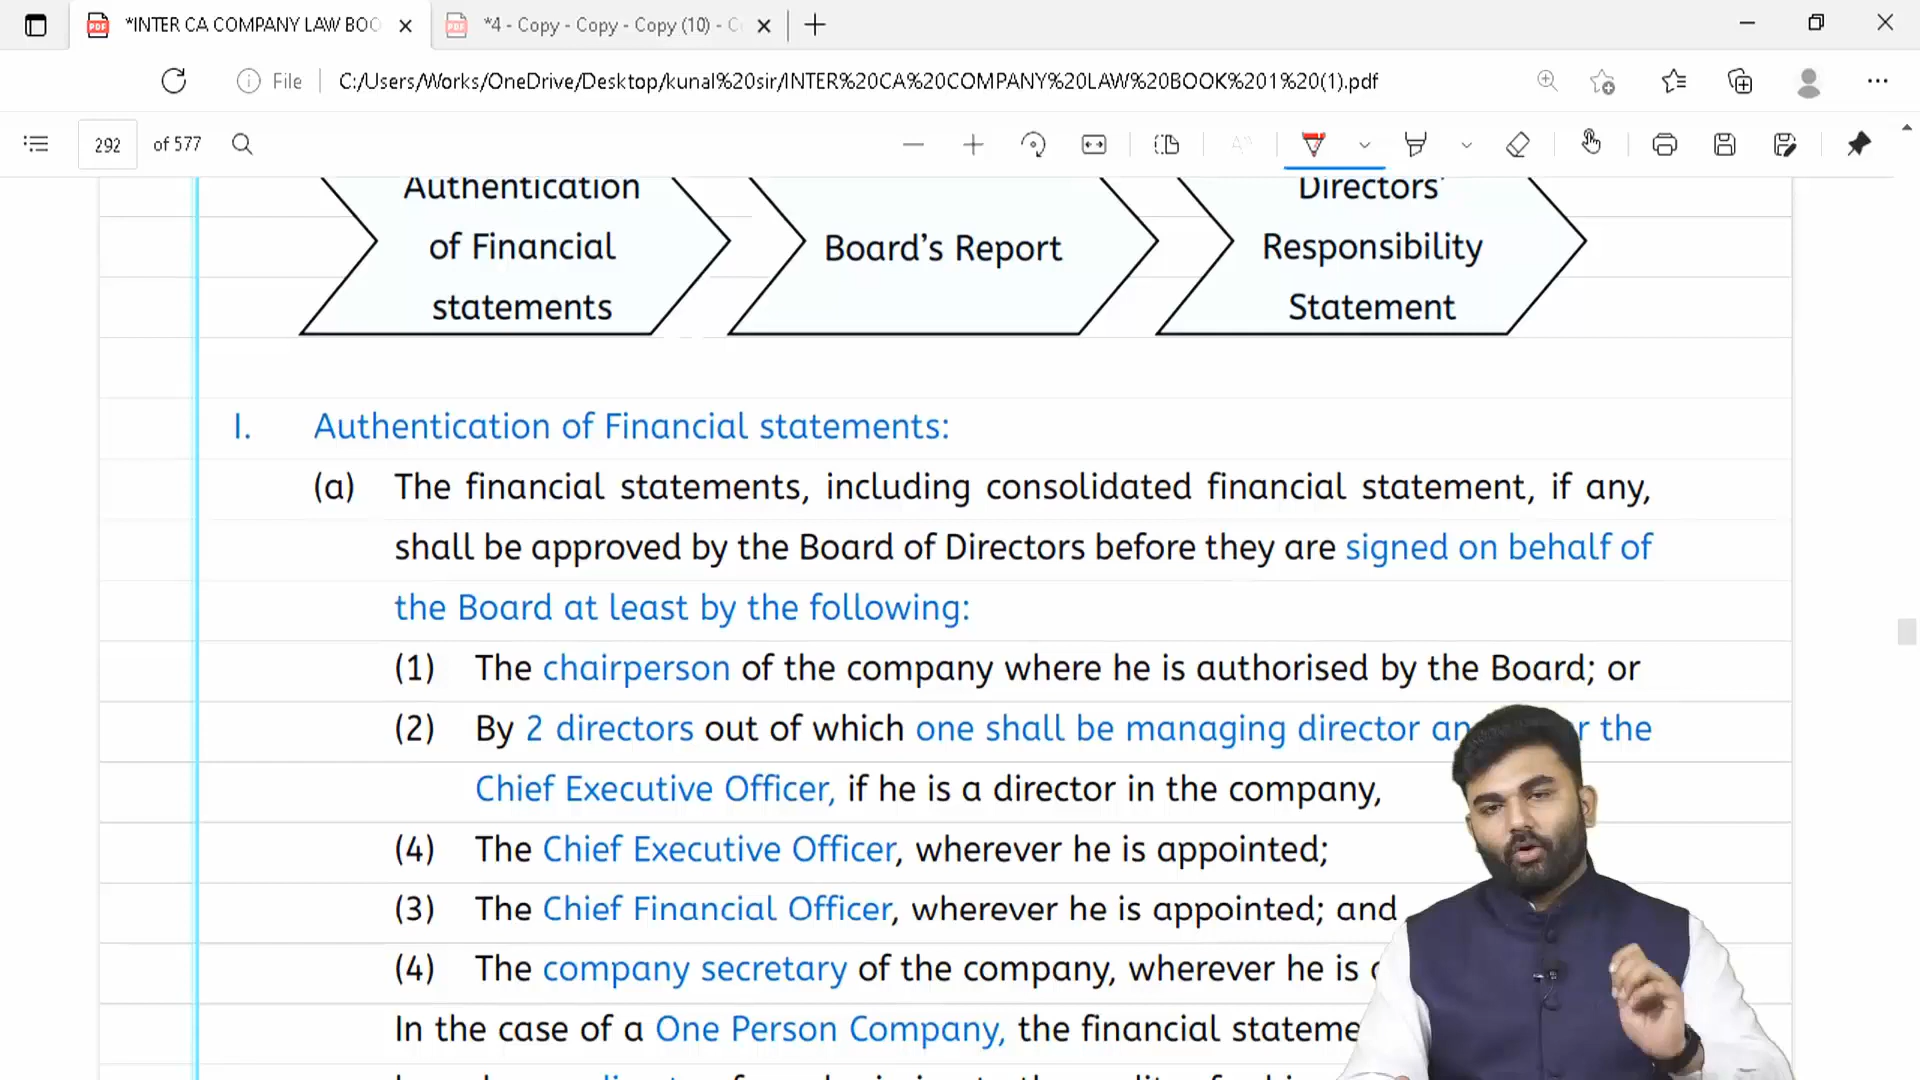 *INTER CA COMPANY LAW BOO
*4 - Copy - Copy - Copy (10) - C
File
C:/Users/Works/OneDrive/Desktop/kunal%20sir/INTER%20CA%20COMPANY%20LAW%20BOOK%201%20(1).pdf
292 of 577
Authentication
of Financial
statements
Board’s Report
Directors’
Responsibility
Statement
I. Authentication of Financial statements:
(a) The financial statements, including consolidated financial statement, if any,
shall be approved by the Board of Directors before they are signed on behalf of
the Board at least by the following:
(1) The chairperson of the company where he is authorised by the Board; or
(2) By 2 directors out of which one shall be managing director the
Chief Executive Officer, if he is a director in the company,
(4) The Chief Executive Officer, wherever he is appointed;
(3) The Chief Financial Officer, wherever he is appointed; and
(4) The company secretary of the company, wherever he is
In the case of a One Person Company, the financial